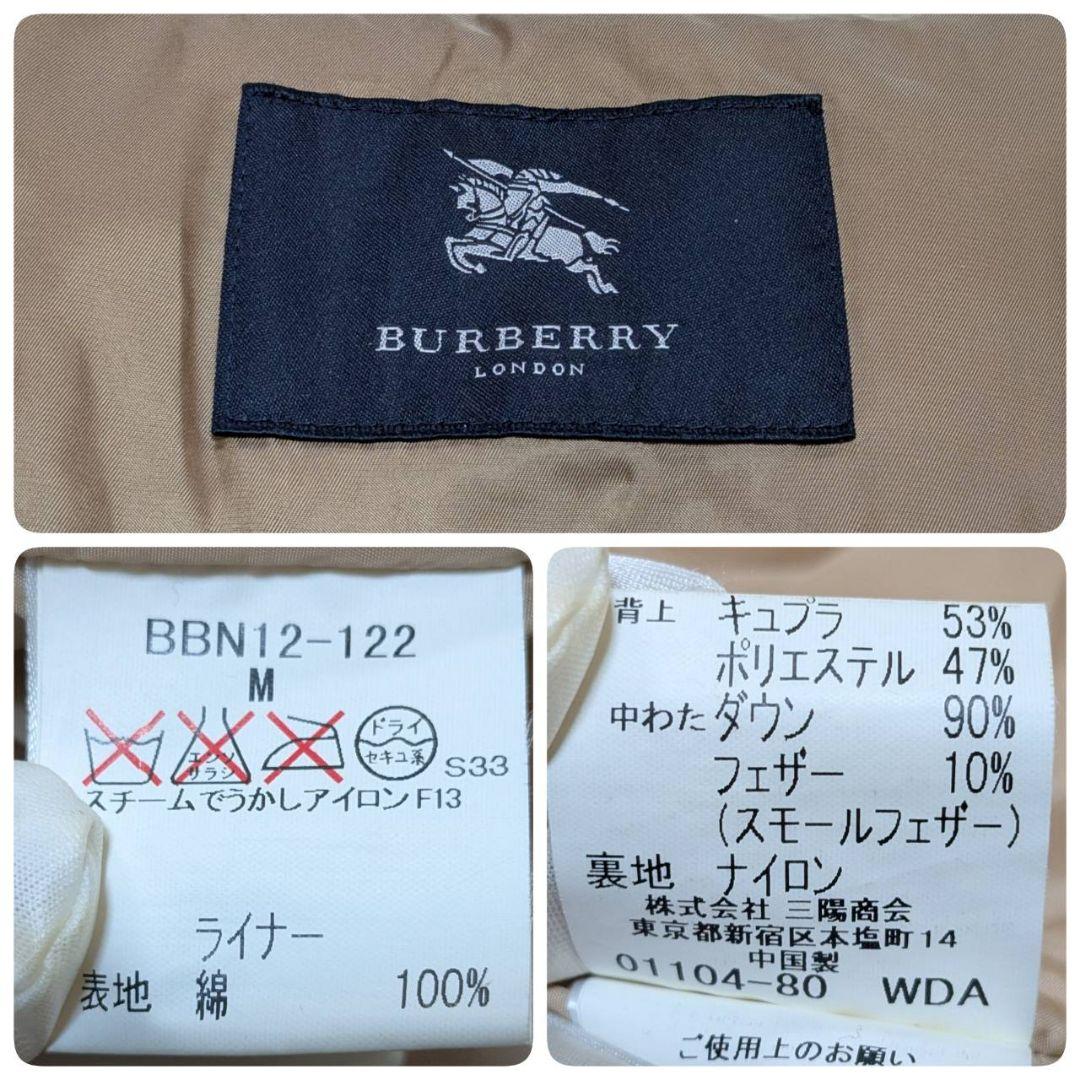 BURBERRY
LONDON
BBN12-122
M
エンソ
サラシ
ドライ
セキユ系
S33
スチームでうかしアイロンF13
ライナー
表地 綿 100%
背上 キュプラ 53%
ポリエステル 47%
中わた ダウン 90%
フェザー 10%
(スモールフェザー)
裏地 ナイロン
株式会社 三陽商会
東京都新宿区本塩町14
中国製
01104-80 WDA
ご使用上のお願い